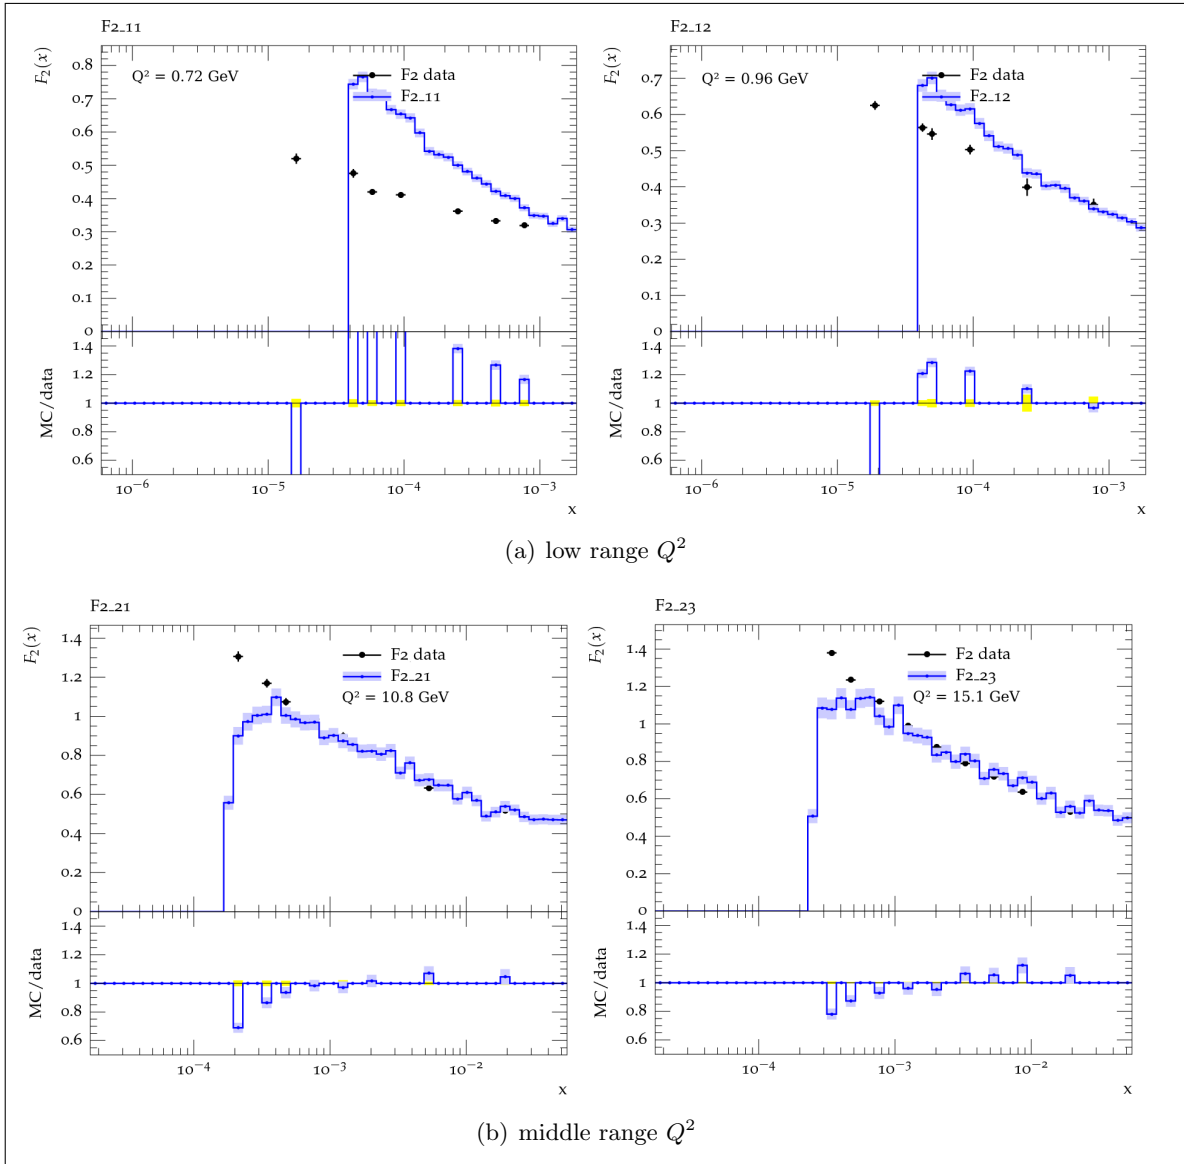 F2_11
F2_12
F₂(x)
0.8
0.7
0.6
0.5
0.4
0.3
0.2
0.1
0
Q² = 0.72 GeV
F2 data
F2_11
MC/data
1.4
1.2
1
0.8
0.6
10⁻⁶
10⁻⁵
10⁻⁴
10⁻³
x
F₂(x)
0.7
0.6
0.5
0.4
0.3
0.2
0.1
0
Q² = 0.96 GeV
F2 data
F2_12
MC/data
1.4
1.2
1
0.8
0.6
10⁻⁶
10⁻⁵
10⁻⁴
10⁻³
x
(a) low range Q²
F2_21
F2_23
F₂(x)
1.4
1.2
1
0.8
0.6
0.4
0.2
0
F2 data
F2_21
Q² = 10.8 GeV
MC/data
1.4
1.2
1
0.8
0.6
10⁻⁴
10⁻³
10⁻²
x
F₂(x)
1.4
1.2
1
0.8
0.6
0.4
0.2
0
F2 data
F2_23
Q² = 15.1 GeV
MC/data
1.4
1.2
1
0.8
0.6
10⁻⁴
10⁻³
10⁻²
x
(b) middle range Q²